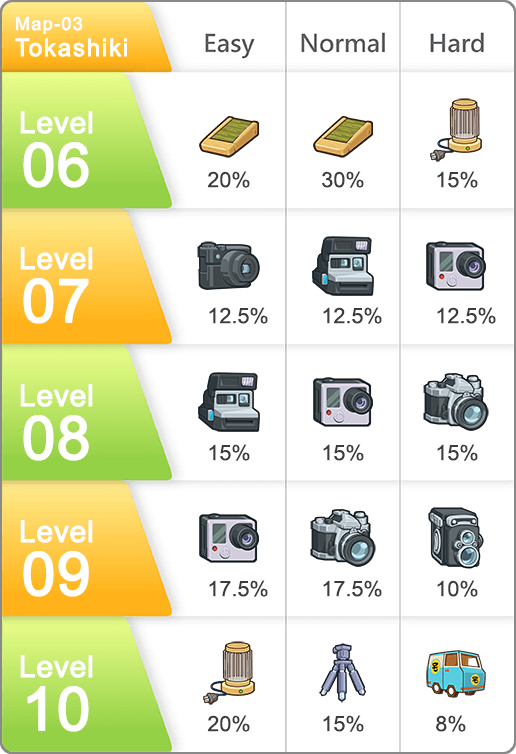 Map-03
Tokashiki
Easy Normal Hard
Level
06
20% 30% 15%
Level
07
12.5% 12.5% 12.5%
Level
08
15% 15% 15%
Level
09
17.5% 17.5% 10%
Level
10
20% 15% 8%